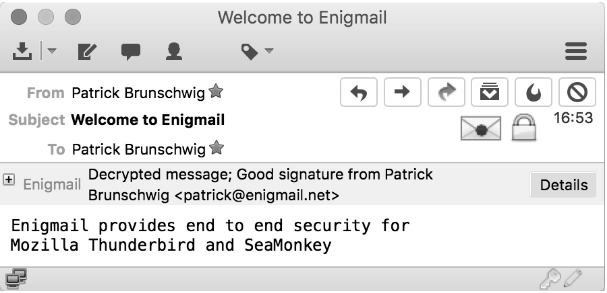 Welcome to Enigmail
From Patrick Brunschwig
Subject Welcome to Enigmail
16:53
To Patrick Brunschwig
Enigmail Decrypted message; Good signature from Patrick
Brunschwig <patrick@enigmail.net>
Details
Enigmail provides end to end security for
Mozilla Thunderbird and SeaMonkey